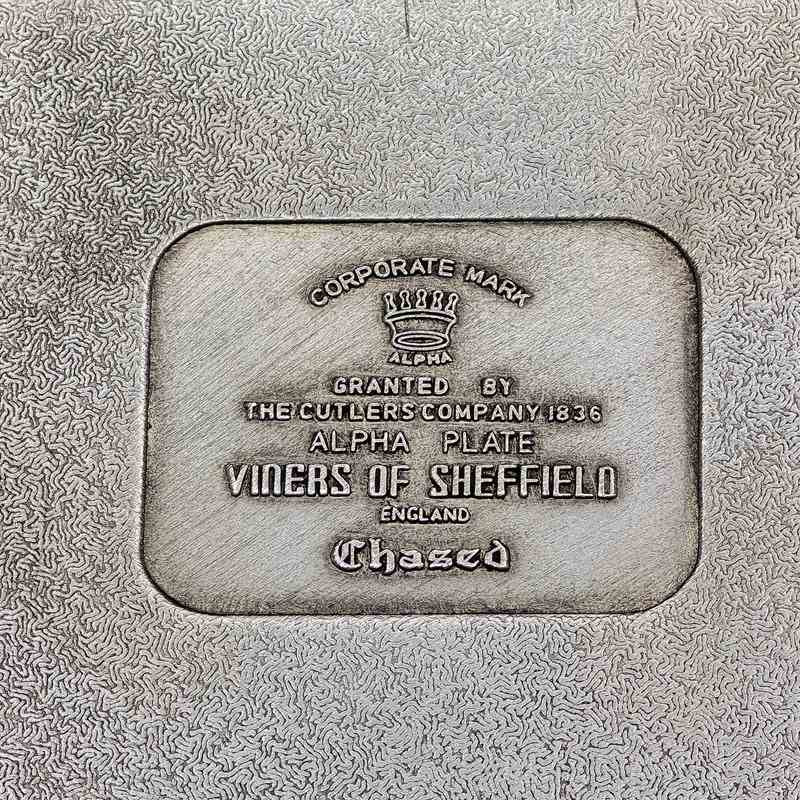 CORPORATE MARK
ALPHA
GRANTED BY
THE CUTLERS COMPANY 1836
ALPHA PLATE
VINERS OF SHEFFIELD
ENGLAND
Chased